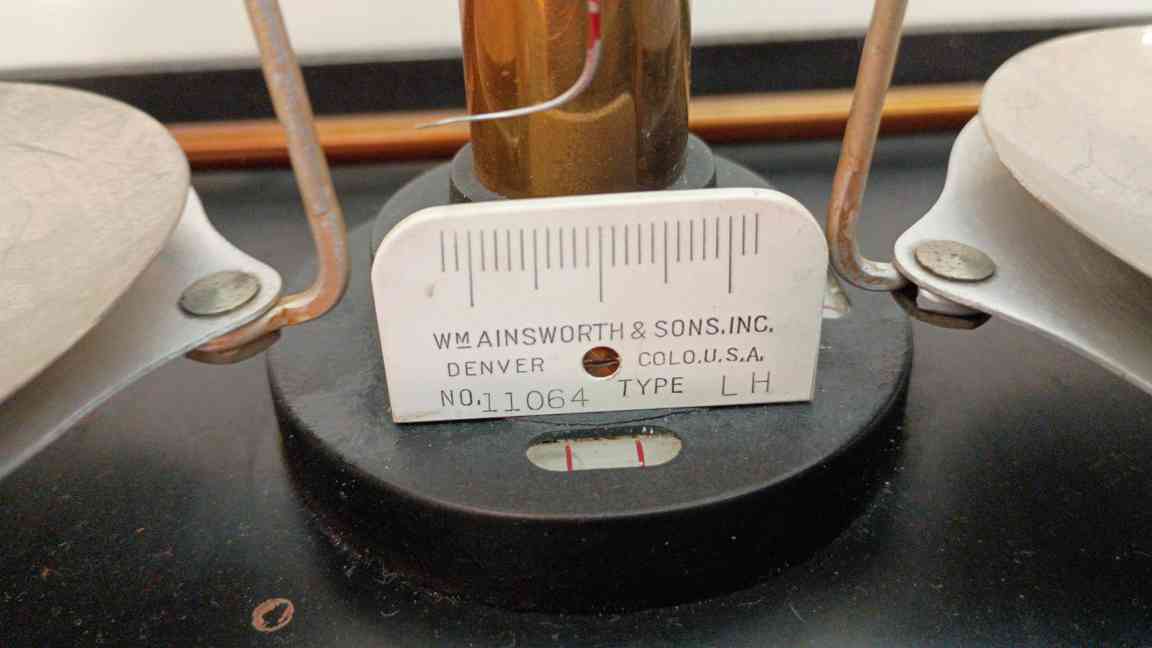 WM AINSWORTH & SONS. INC.
DENVER COLO. U.S.A.
NO. 11064 TYPE LH